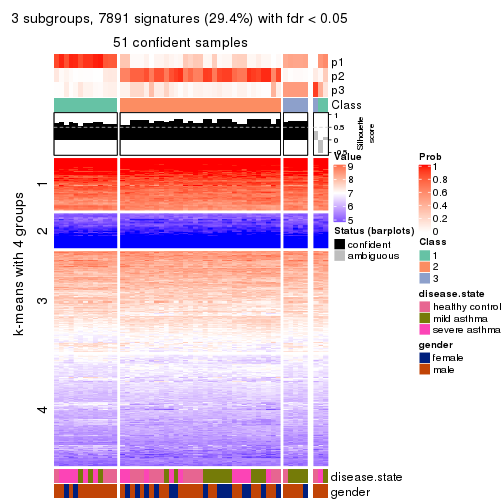 3 subgroups, 7891 signatures (29.4%) with fdr < 0.05
51 confident samples
p1
p2
p3
Class
1
0.5
0
-0.5
Silhouette
score
k-means with 4 groups
1
2
3
4
disease.state
gender
Value
9
8
7
6
5
Status (barplots)
confident
ambiguous
Prob
1
0.8
0.6
0.4
0.2
0
Class
1
2
3
disease.state
healthy control
mild asthma
severe asthma
gender
female
male